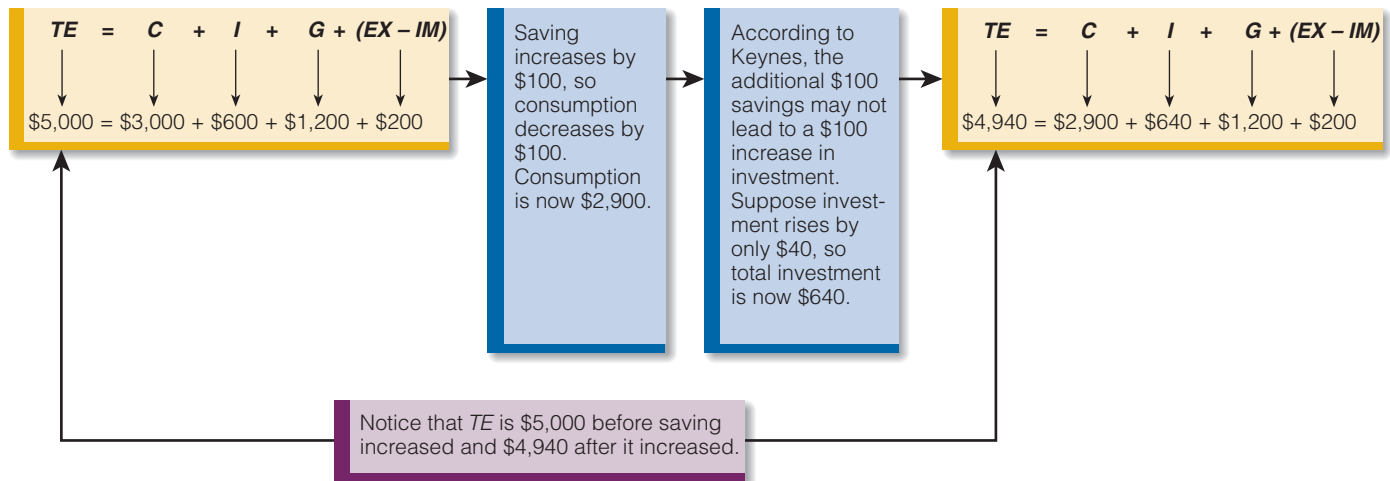 TE = C + I + G + (EX – IM)
$5,000 = $3,000 + $600 + $1,200 + $200
Saving
increases by
$100, so
consumption
decreases by
$100.
Consumption
is now $2,900.
According to
Keynes, the
additional $100
savings may not
lead to a $100
increase in
investment.
Suppose invest-
ment rises by
only $40, so
total investment
is now $640.
TE = C + I + G + (EX – IM)
$4,940 = $2,900 + $640 + $1,200 + $200
Notice that TE is $5,000 before saving
increased and $4,940 after it increased.